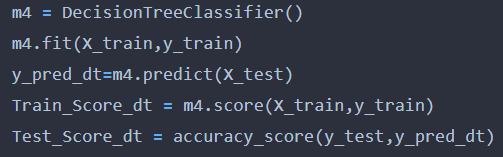 m4 = DecisionTreeClassifier()
m4.fit(X_train,y_train)
y_pred_dt=m4.predict(X_test)
Train_Score_dt = m4.score(X_train,y_train)
Test_Score_dt = accuracy_score(y_test,y_pred_dt)